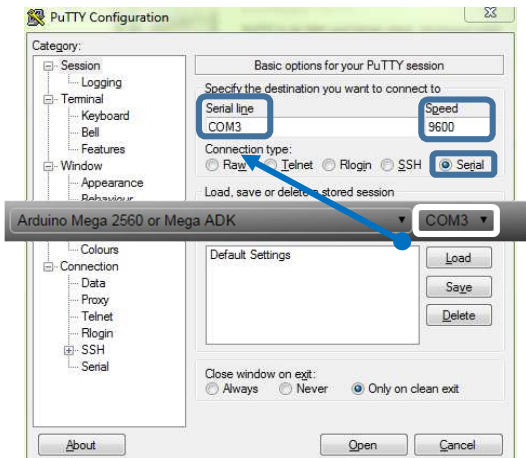 PuTTY Configuration
Category:
Session
Logging
Terminal
Keyboard
Bell
Features
Window
Appearance
Behaviour
Colours
Connection
Data
Proxy
Telnet
Rlogin
SSH
Serial
Basic options for your PuTTY session
Specify the destination you want to connect to
Serial line Speed
COM3 9600
Connection type:
Raw Telnet Rlogin SSH Serial
Load, save or delete a stored session
Arduino Mega 2560 or Mega ADK COM3
Default Settings
Load
Save
Delete
Close window on exit:
Always Never Only on clean exit
About Open Cancel